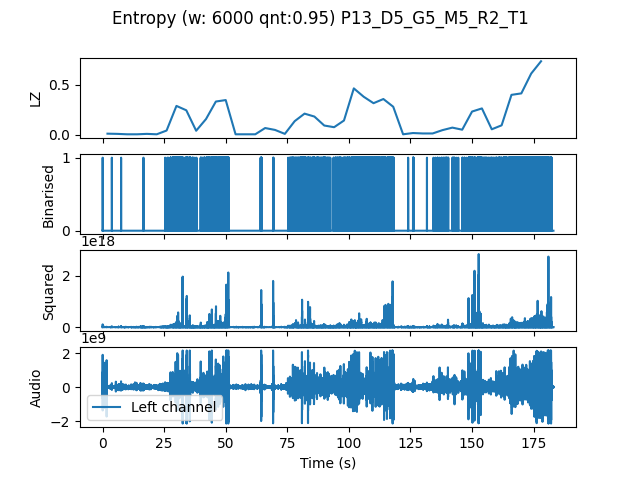 Entropy (w: 6000 qnt:0.95) P13_D5_G5_M5_R2_T1
LZ
0.5
0.0
Binarised
1
0
1e18
Squared
2
0
1e9
Audio
2
0
−2
Left channel
0 25 50 75 100 125 150 175
Time (s)